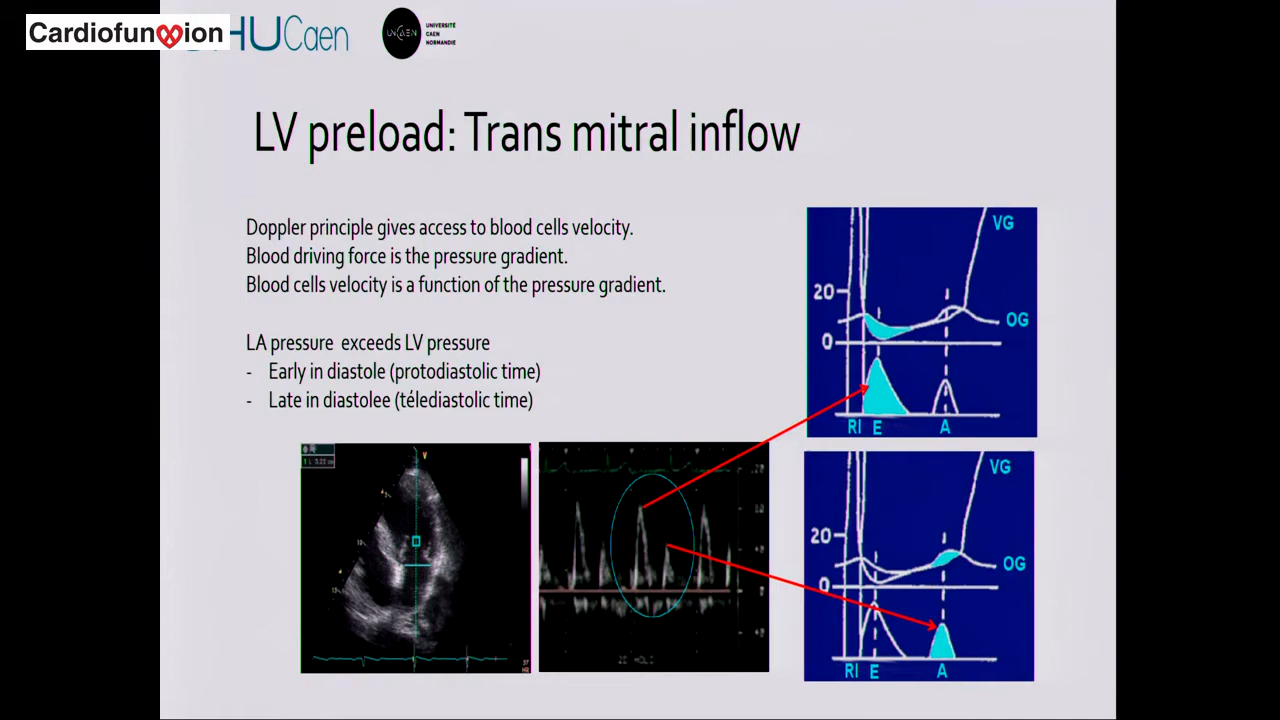 Cardiofunxion
HUCaen
UNCAEN
UNIVERSITÉ
CAEN
NORMANDIE
LV preload: Trans mitral inflow
Doppler principle gives access to blood cells velocity.
Blood driving force is the pressure gradient.
Blood cells velocity is a function of the pressure gradient.
LA pressure exceeds LV pressure
- Early in diastole (protodiastolic time)
- Late in diastolee (télediastolic time)
VG
20
OG
0
RI E A
V
VG
20
OG
0
RI E A